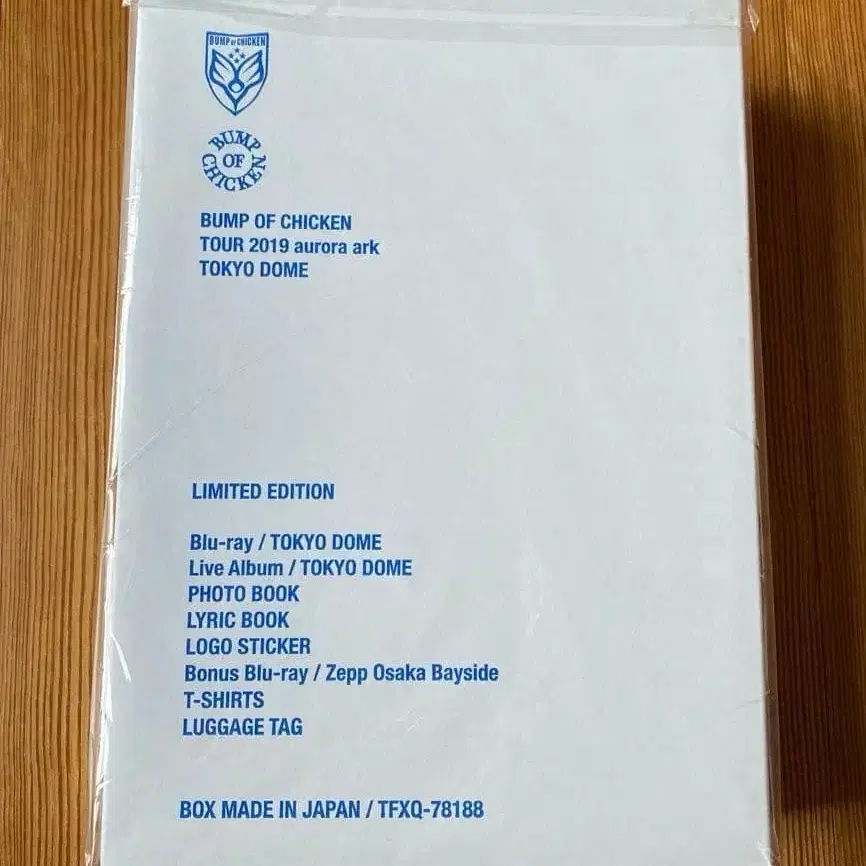 BUMP OF CHICKEN
BUMP
OF
CHICKEN
BUMP OF CHICKEN
TOUR 2019 aurora ark
TOKYO DOME
LIMITED EDITION
Blu-ray / TOKYO DOME
Live Album / TOKYO DOME
PHOTO BOOK
LYRIC BOOK
LOGO STICKER
Bonus Blu-ray / Zepp Osaka Bayside
T-SHIRTS
LUGGAGE TAG
BOX MADE IN JAPAN / TFXQ-78188